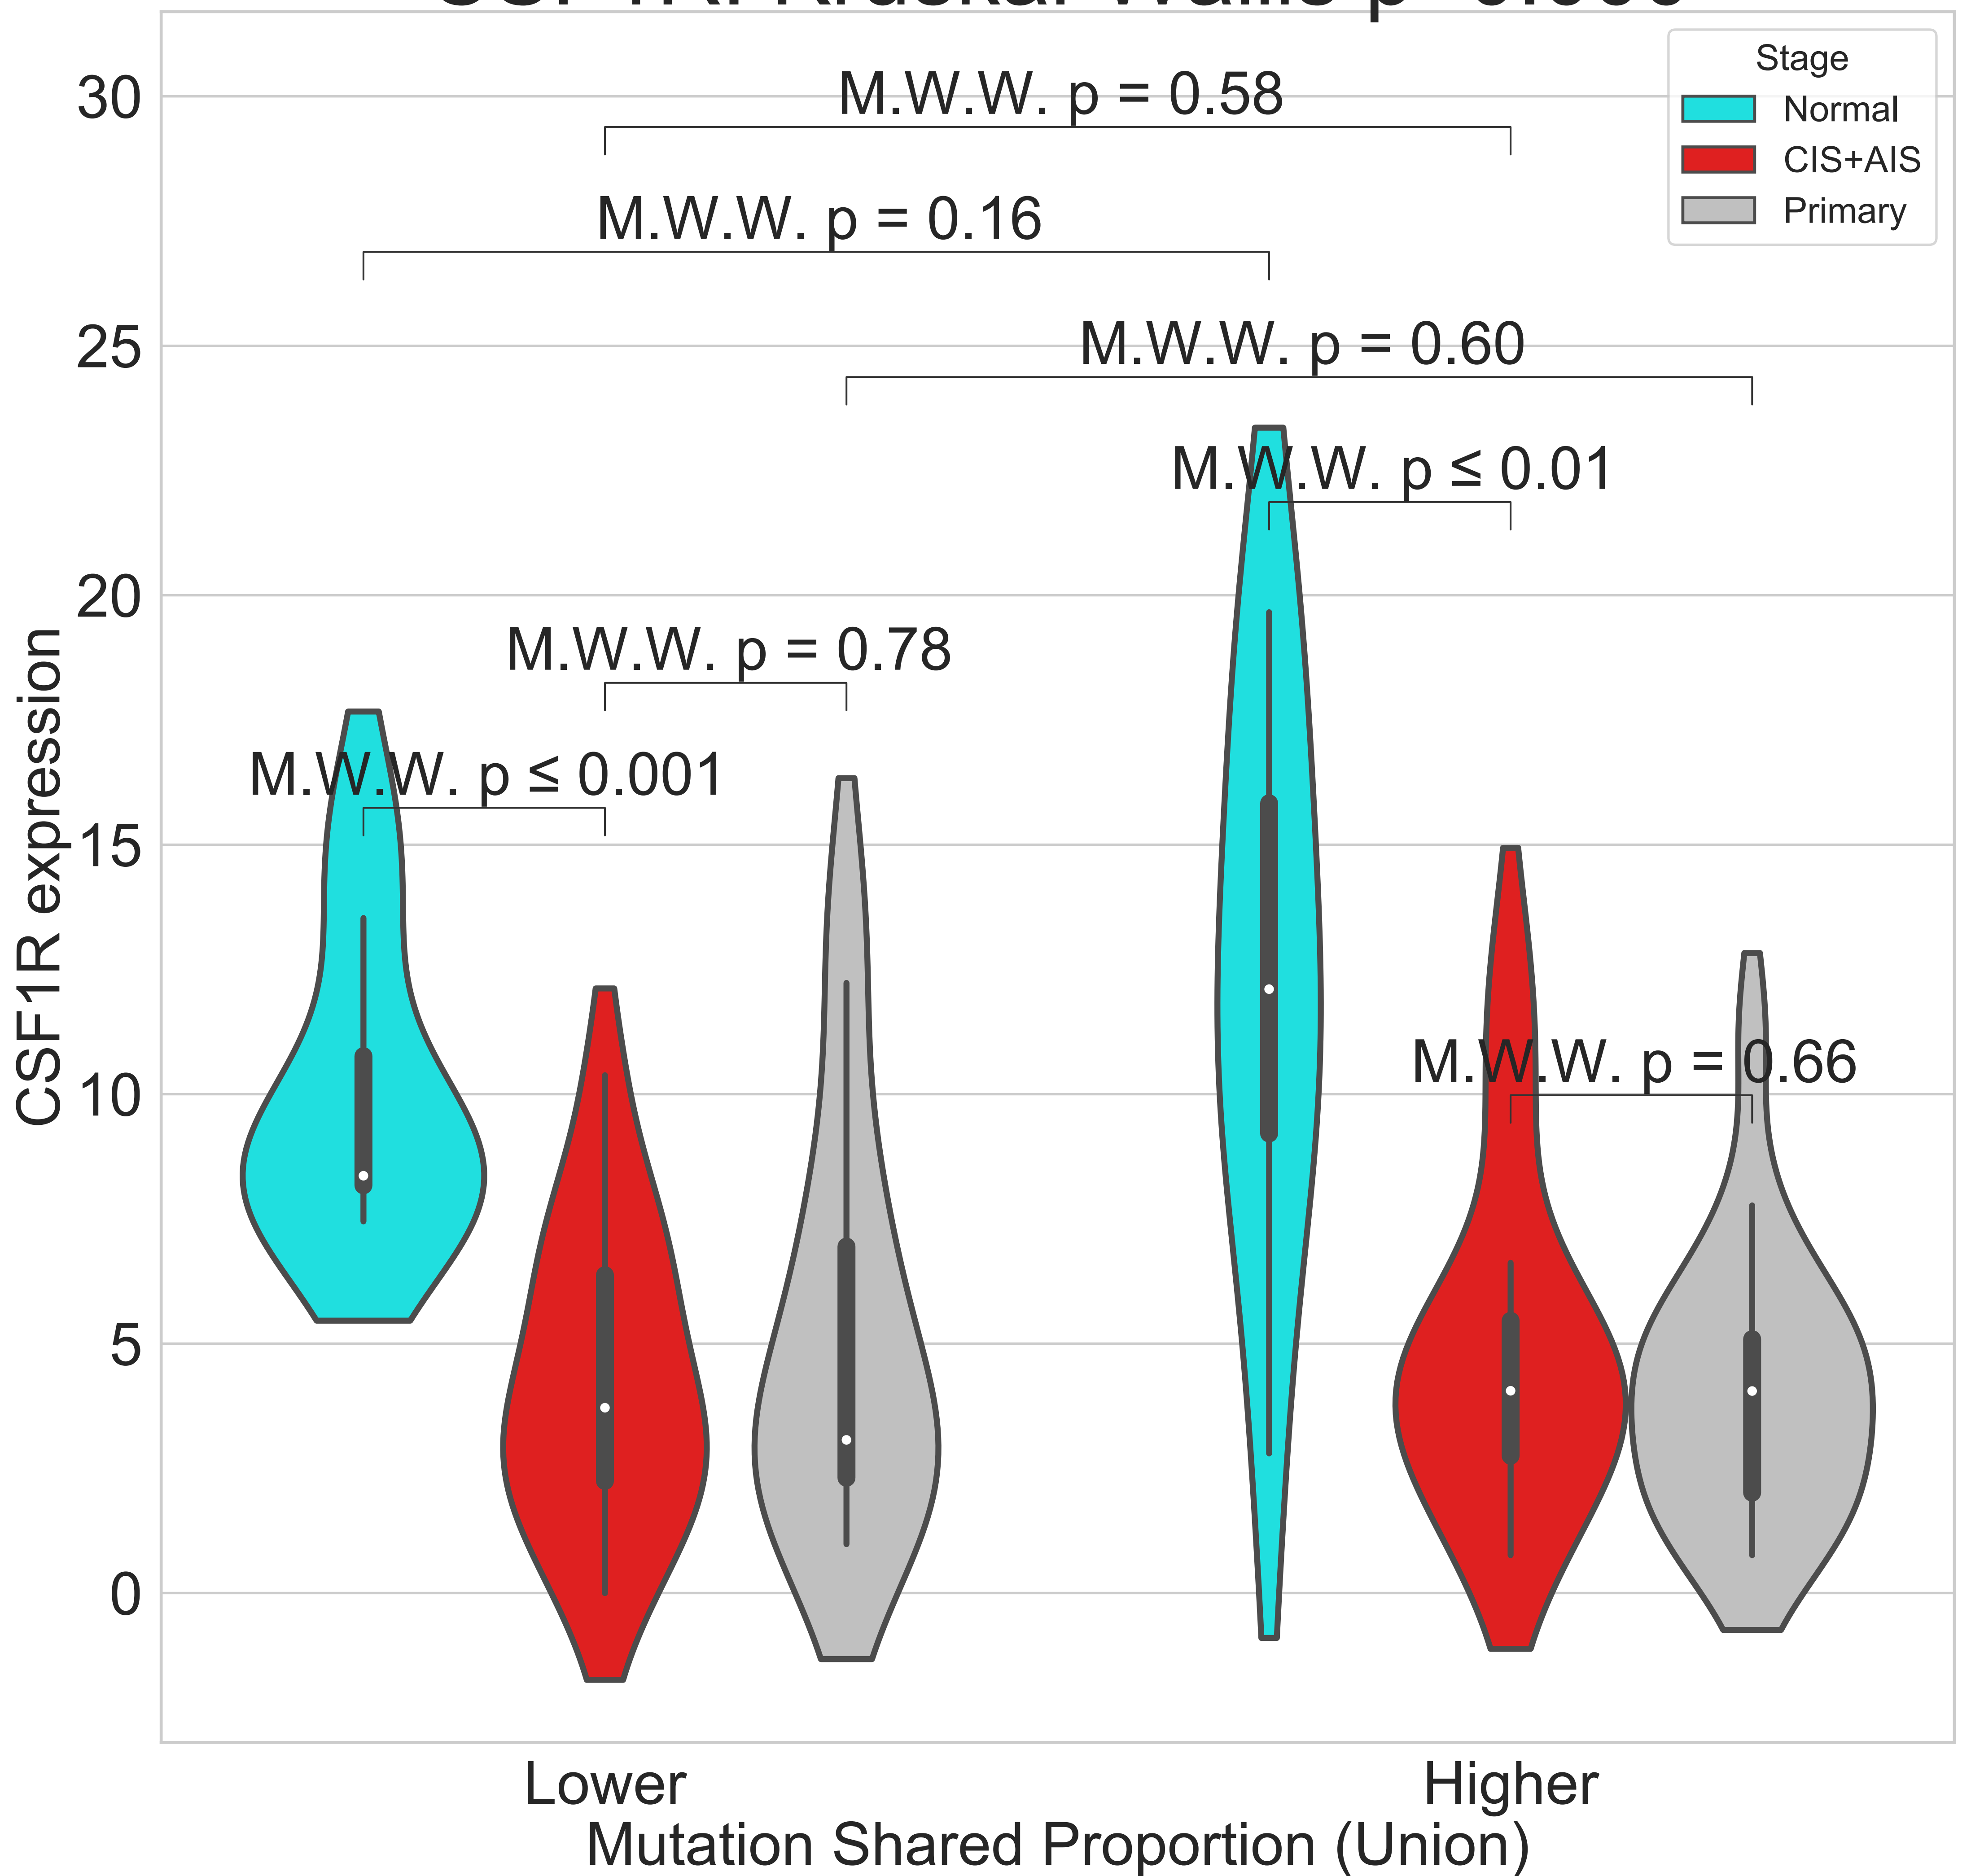 Stage
Normal
CIS+AIS
Primary
M.W.W. p = 0.58
M.W.W. p = 0.16
M.W.W. p = 0.60
M.W.W. p ≤ 0.01
M.W.W. p = 0.78
M.W.W. p ≤ 0.001
M.W.W. p = 0.66
30
25
20
15
10
5
0
CSF1R expression
Lower
Higher
Mutation Shared Proportion (Union)